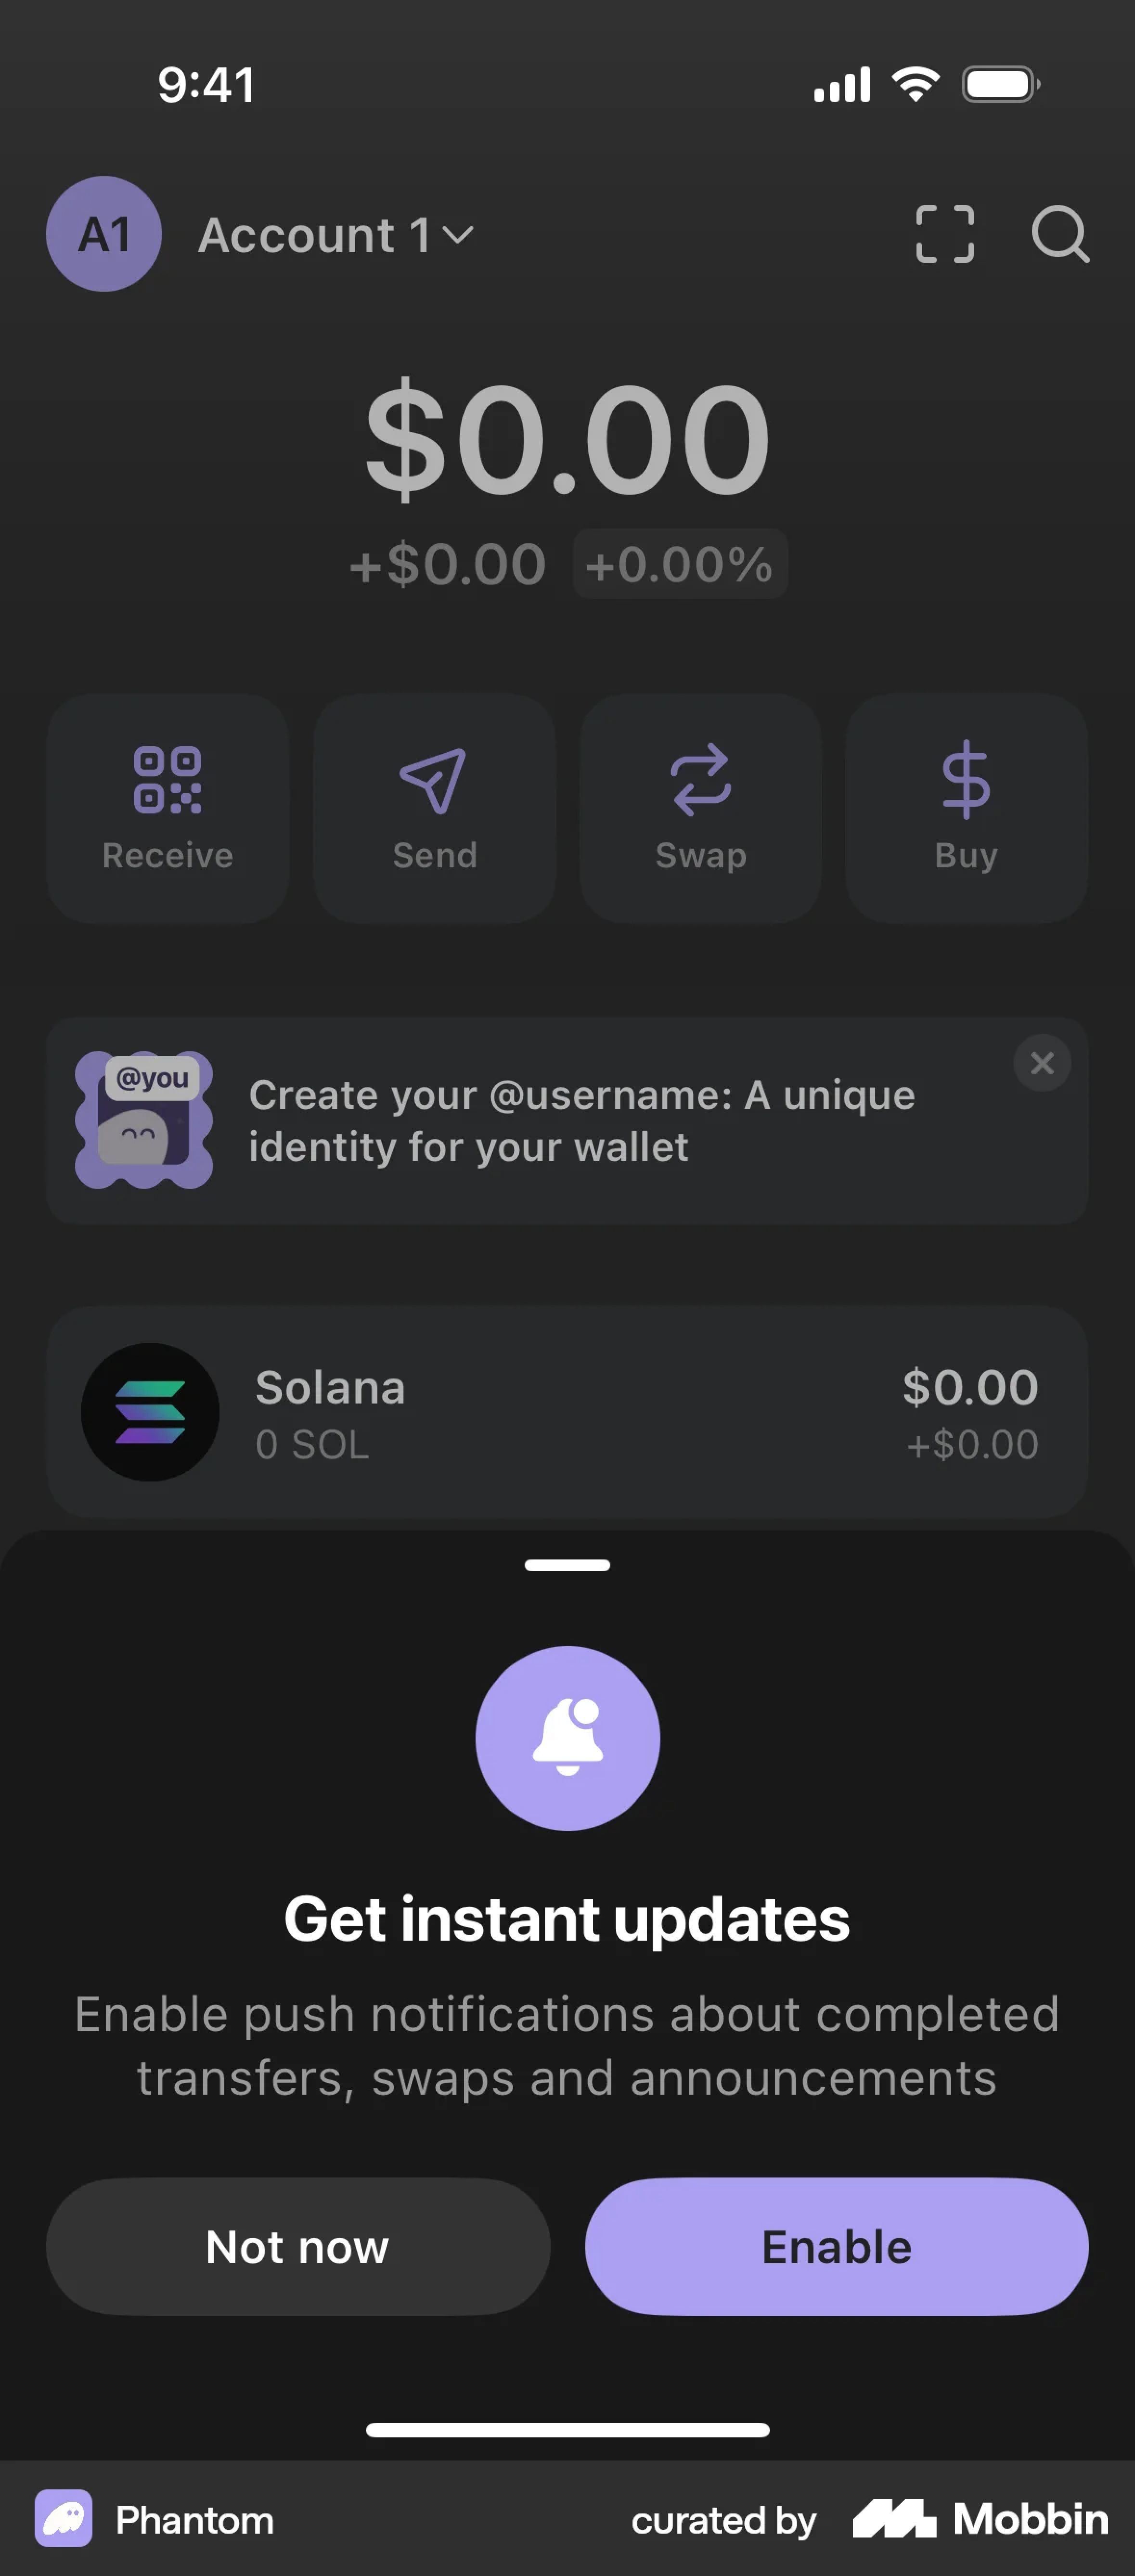 9:41
A1 Account 1
$0.00
+$0.00 +0.00%
Receive Send Swap Buy
@you
Create your @username: A unique
identity for your wallet
Solana $0.00
0 SOL +$0.00
Get instant updates
Enable push notifications about completed
transfers, swaps and announcements
Not now Enable
Phantom curated by Mobbin